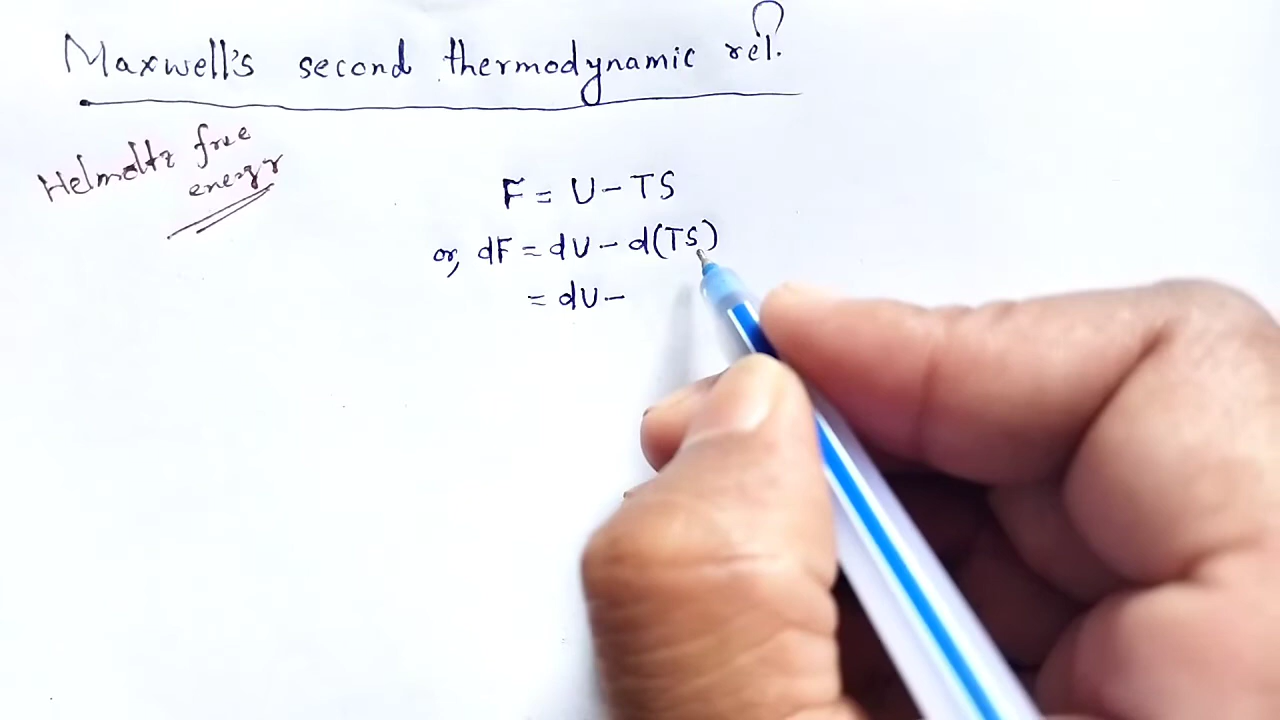 Maxwell's second thermodynamic rel.
Helmoltz free
energy
F = U - TS
or, dF = dU - d(TS)
= dU -